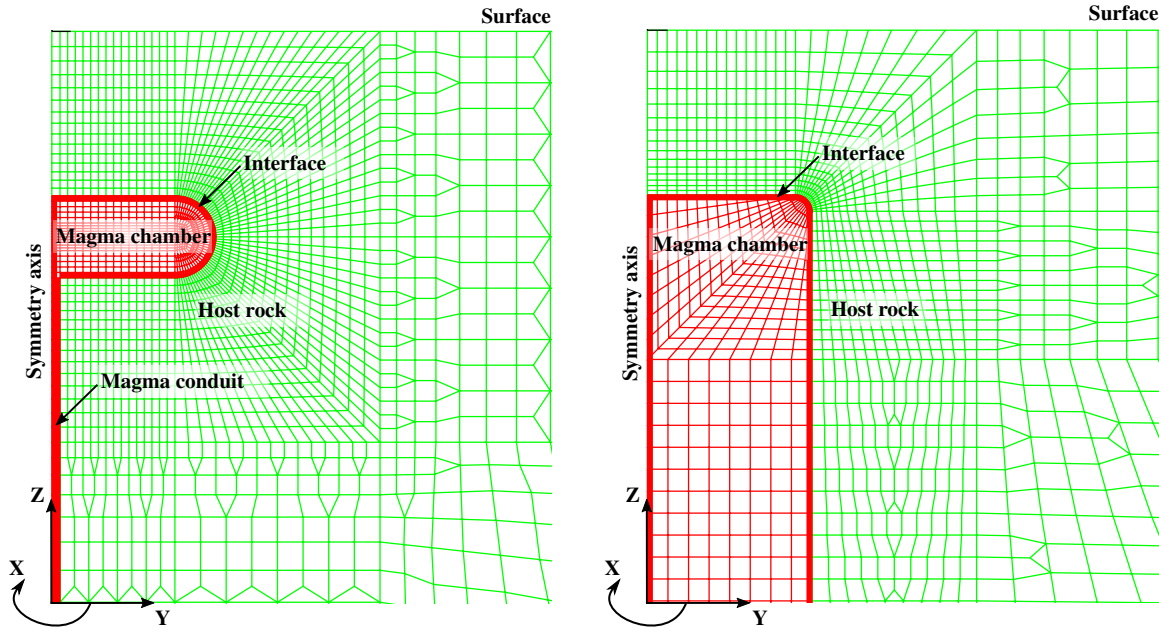 Surface
Interface
Magma chamber
Symmetry axis
Host rock
Magma conduit
Z
X
Y
Surface
Interface
Magma chamber
Symmetry axis
Host rock
Z
X
Y